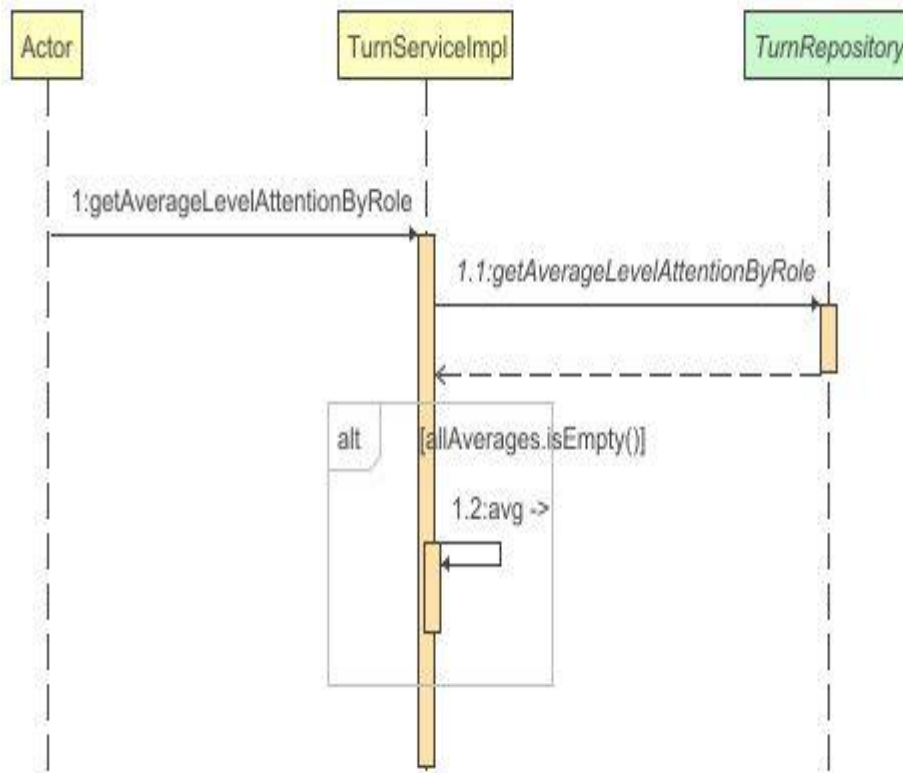 Actor
TurnServiceImpl
TurnRepository
1:getAverageLevelAttentionByRole
1.1:getAverageLevelAttentionByRole
alt
[allAverages.isEmpty()]
1.2:avg ->